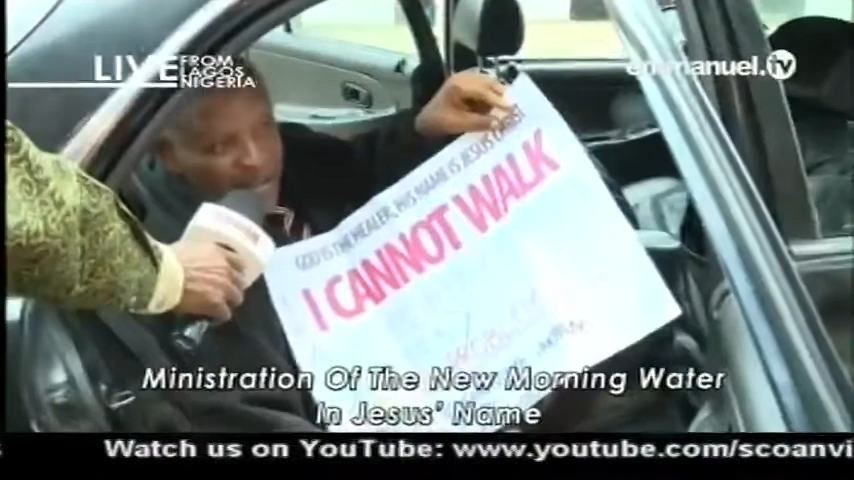 LIVE FROM LAGOS NIGERIA
emmanuel.tv
GOD IS THE HEALER, HIS NAME IS JESUS CHRIST
I CANNOT WALK
Ministration Of The New Morning Water
In Jesus' Name
Watch us on YouTube: www.youtube.com/scoanvi